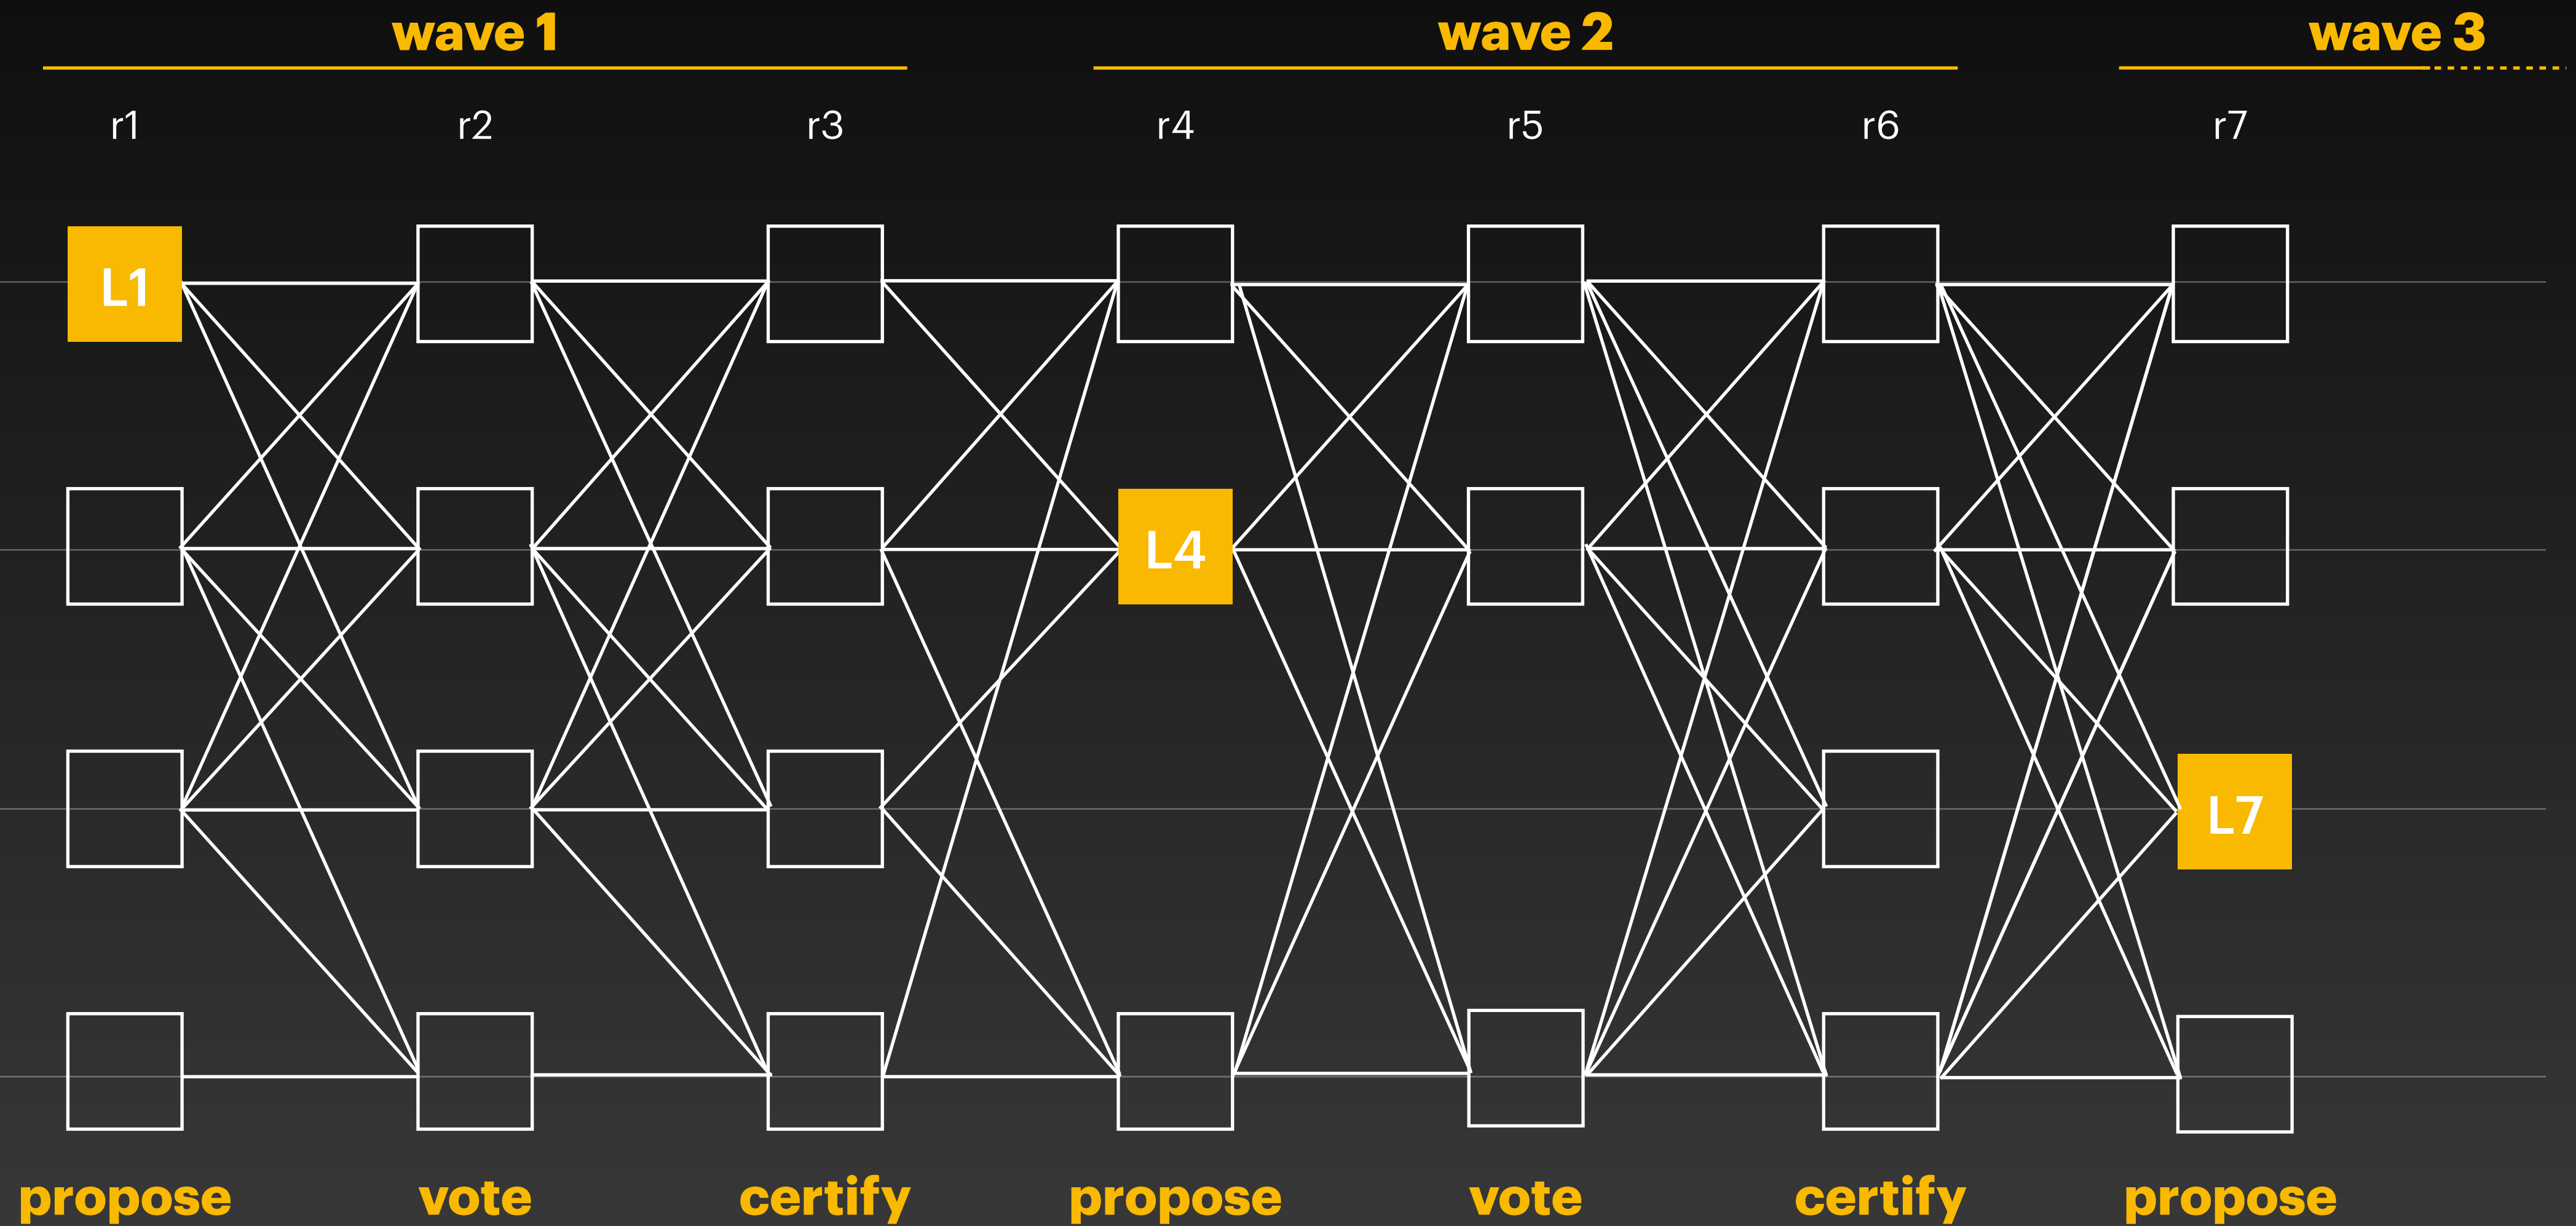 wave 1 wave 2 wave 3
r1 r2 r3 r4 r5 r6 r7
L1
L4
L7
propose vote certify propose vote certify propose